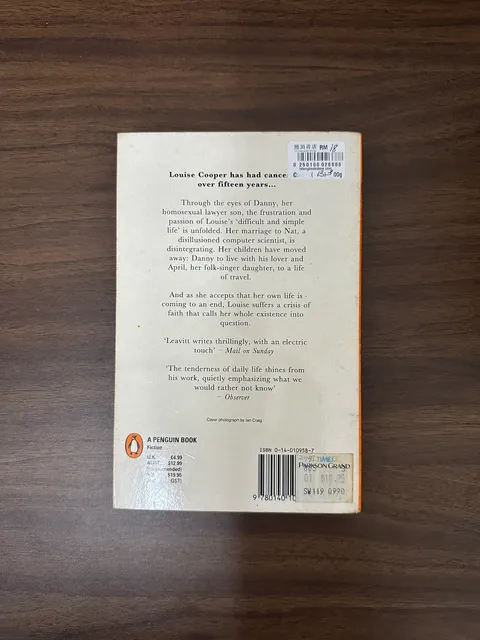 RM 18
Louise Cooper has had cance
over fifteen years...
Through the eyes of Danny, her
homosexual lawyer son, the frustration and
passion of Louise's 'difficult and simple
life' is unfolded. Her marriage to Nat, a
disillusioned computer scientist, is
disintegrating. Her children have moved
away: Danny to live with his lover and
April, her folk-singer daughter, to a life
of travel.
And as she accepts that her own life is
coming to an end, Louise suffers a crisis of
faith that calls her whole existence into
question.
'Leavitt writes thrillingly, with an electric
touch' – Mail on Sunday
'The tenderness of daily life shines from
his work, quietly emphasizing what we
would rather not know'
– Observer
Cover photograph by Ian Craig
A PENGUIN BOOK
Fiction
U.K. £4.99
$12.99
$19.95
GST)
ISBN 0-14-010958-7
PARKSON GRAND
9 780140 10